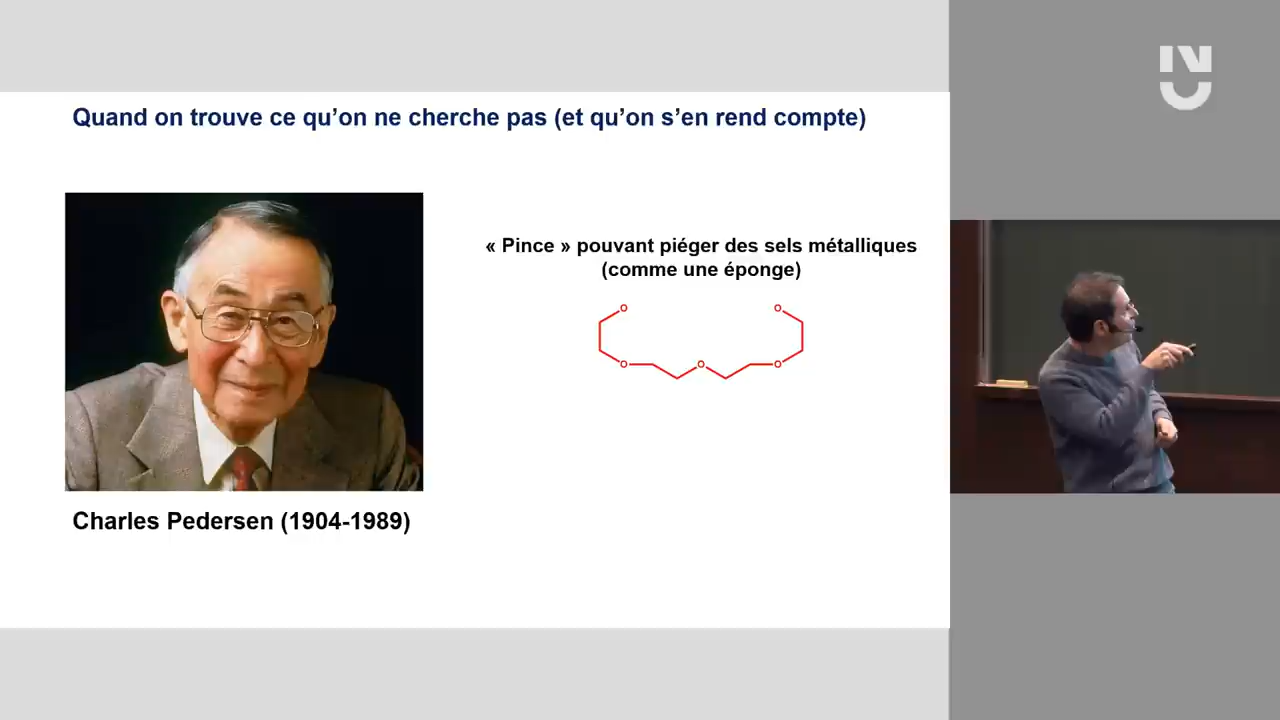 Quand on trouve ce qu'on ne cherche pas (et qu'on s'en rend compte)
« Pince » pouvant piéger des sels métalliques
(comme une éponge)
O O
O O O
Charles Pedersen (1904-1989)